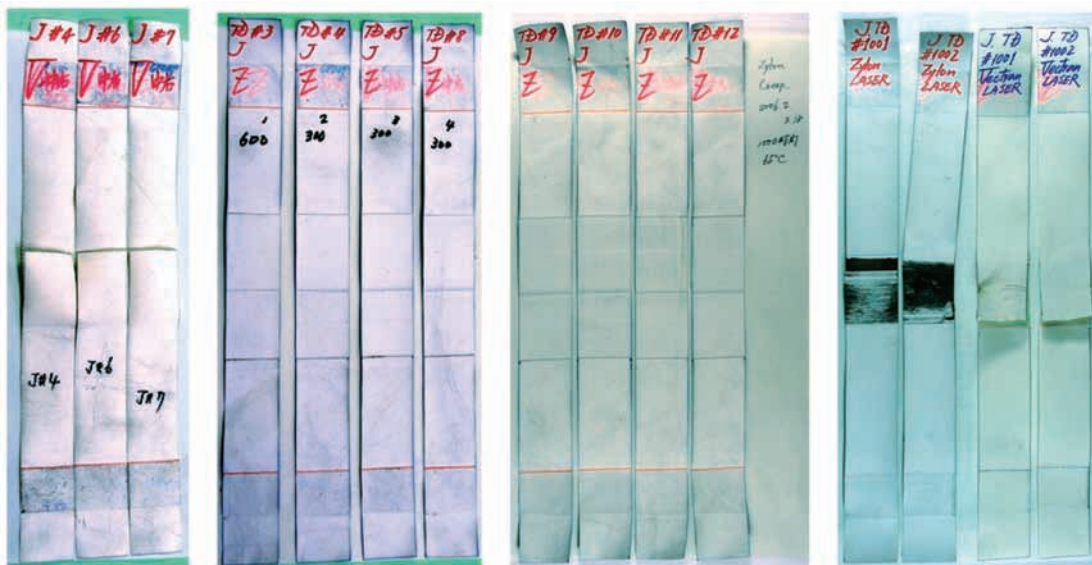 J#4
V
J#4
J#6
V
J#6
J#7
V
J#7
TD#3
J
Z
1
600
TD#4
J
Z
2
300
TD#5
J
Z
3
300
TD#8
J
Z
4
300
TD#9
J
Z
TD#10
J
Z
TD#11
J
Z
TD#12
J
Z
Zylon
65°C
J. TD
#1001
Zylon
LASER
J. TD
#1002
Zylon
LASER
J. TD
#1001
Vectran
LASER
J. TD
#1002
Vectran
LASER